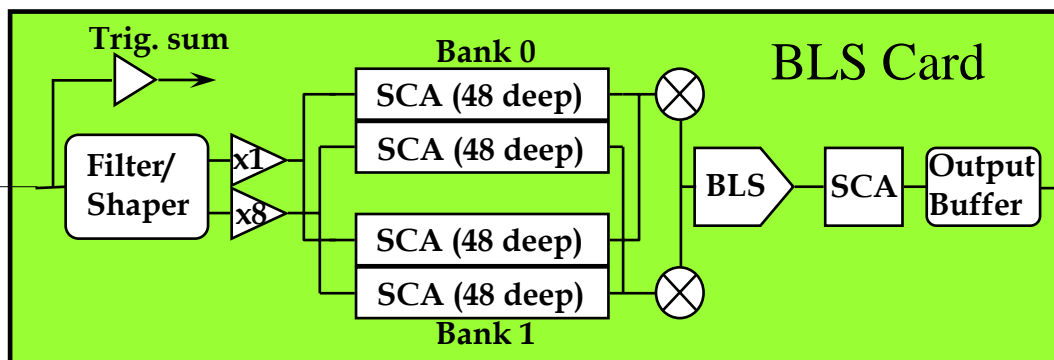 Trig. sum
Bank 0
BLS Card
SCA (48 deep)
SCA (48 deep)
Filter/
Shaper
x1
x8
BLS
SCA
Output
Buffer
SCA (48 deep)
SCA (48 deep)
Bank 1